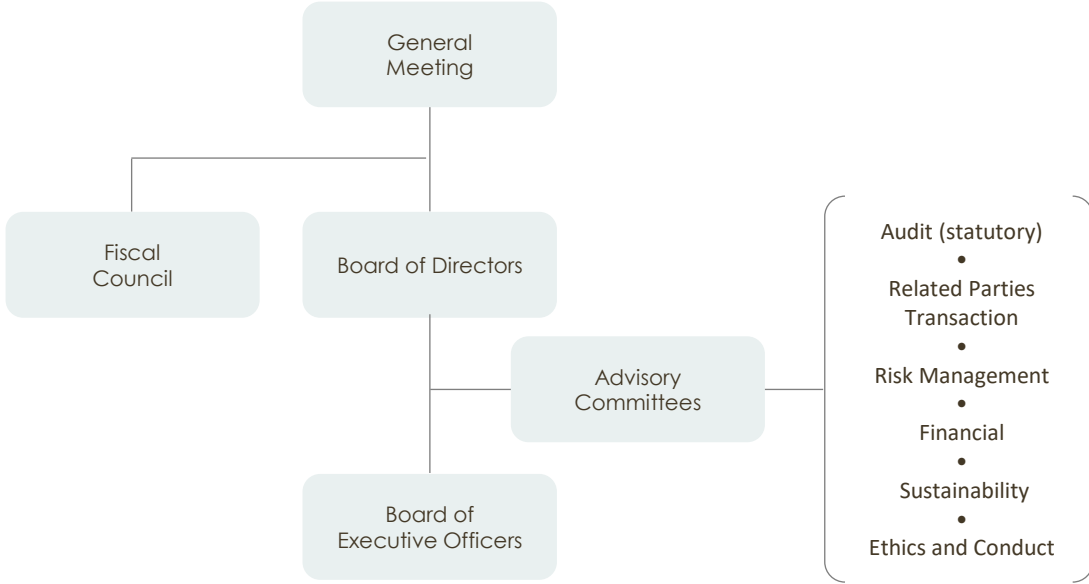 General
Meeting
Fiscal
Council
Board of Directors
Advisory
Committees
Board of
Executive Officers
Audit (statutory)
•
Related Parties
Transaction
•
Risk Management
•
Financial
•
Sustainability
•
Ethics and Conduct